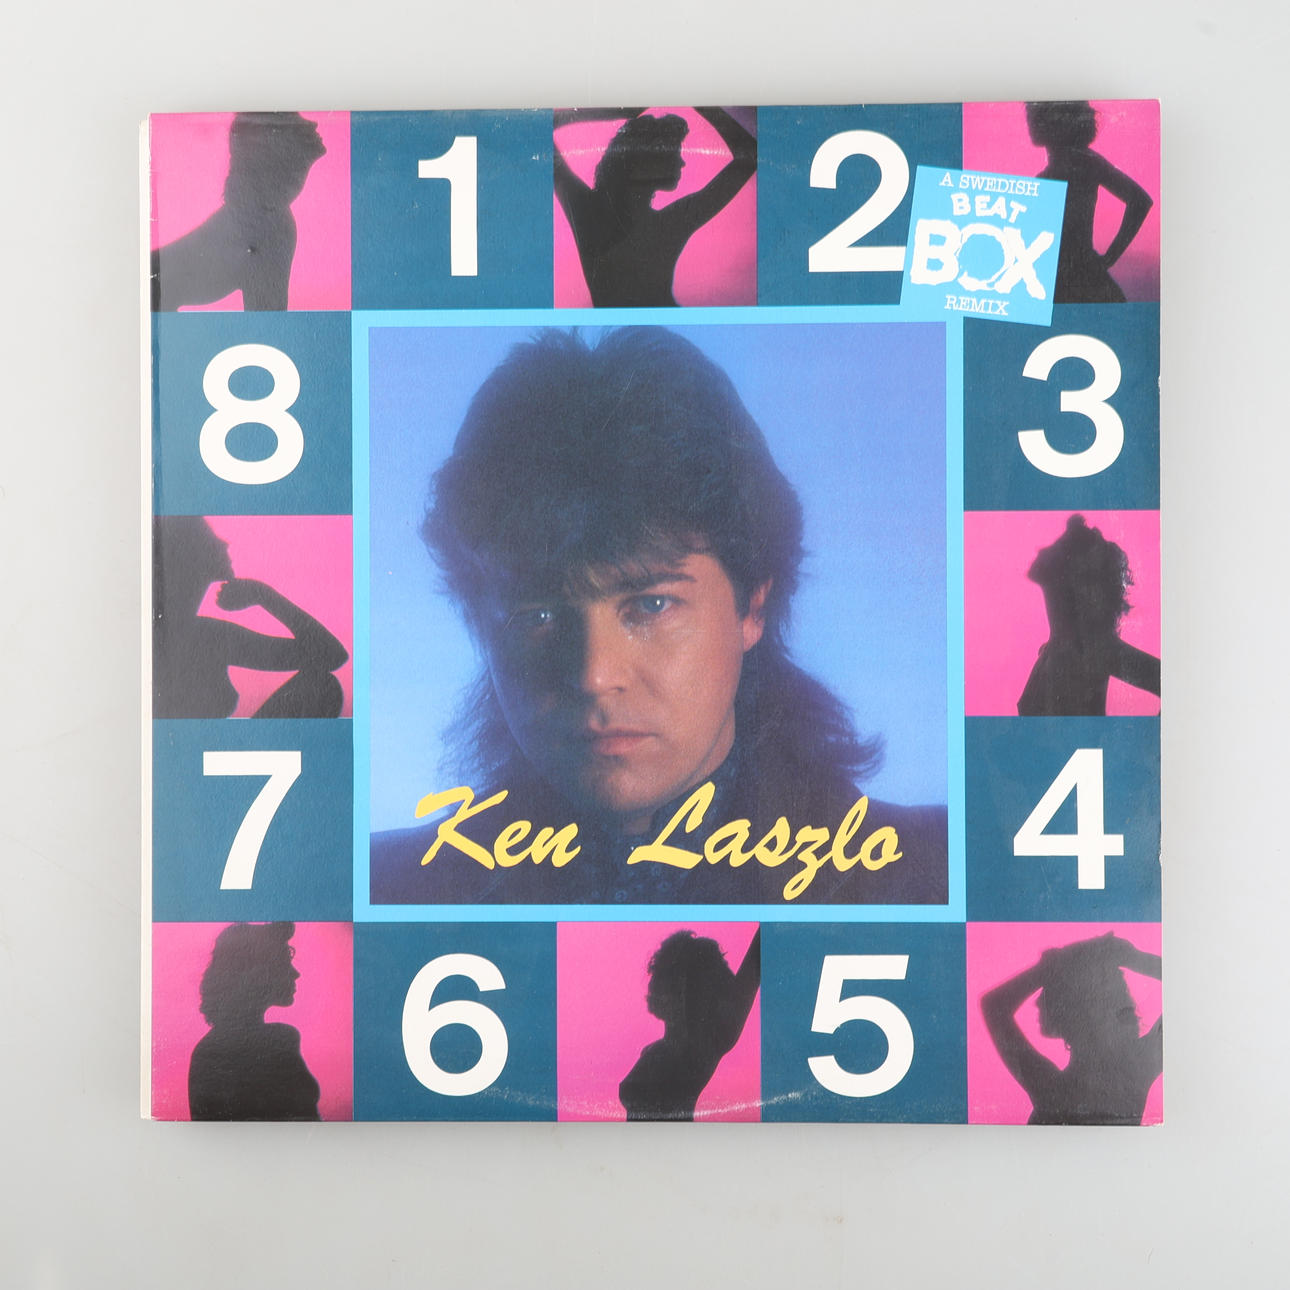 1
2
A SWEDISH
BEAT
BOX
REMIX
8
3
7
4
Ken Laszlo
6
5